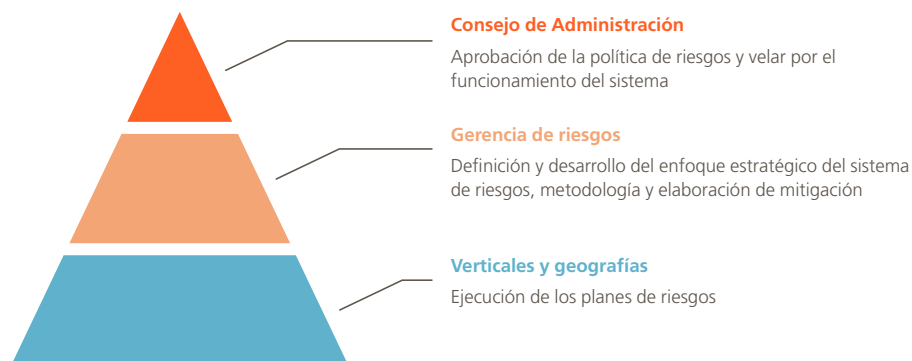 Consejo de Administración
Aprobación de la política de riesgos y velar por el
funcionamiento del sistema
Gerencia de riesgos
Definición y desarrollo del enfoque estratégico del sistema
de riesgos, metodología y elaboración de mitigación
Verticales y geografías
Ejecución de los planes de riesgos